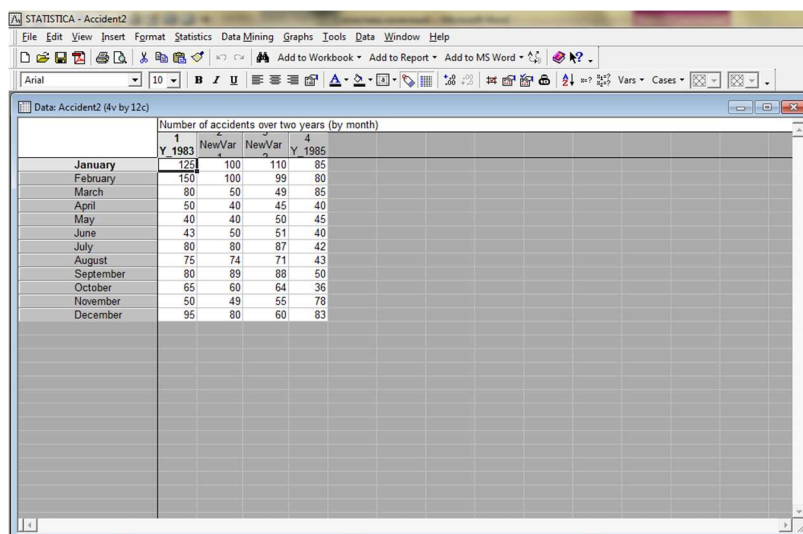 STATISTICA - Accident2
File Edit View Insert Format Statistics Data Mining Graphs Tools Data Window Help
Add to Workbook Add to Report Add to MS Word
Arial 10 B I U Vars Cases
Data: Accident2 (4v by 12c)
Number of accidents over two years (by month)
1 2 3 4
Y_1983 NewVar NewVar Y_1985
January 125 100 110 85
February 150 100 99 80
March 80 50 49 85
April 50 40 45 40
May 40 40 50 45
June 43 50 51 40
July 80 80 87 42
August 75 74 71 43
September 80 89 88 50
October 65 60 64 36
November 50 49 55 78
December 95 80 60 83